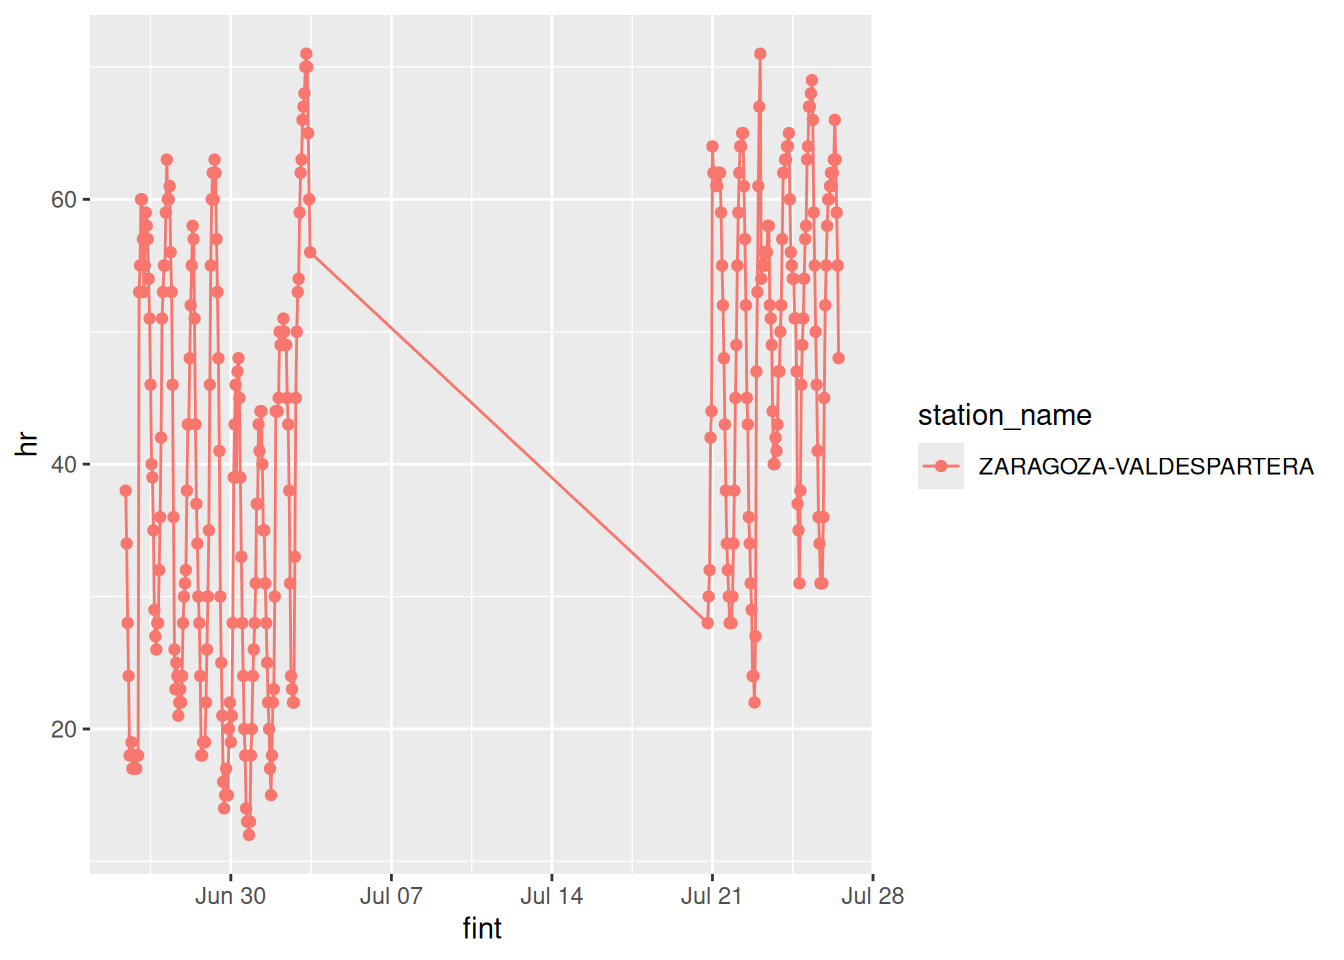 60
40
20
hr
Jun 30
Jul 07
Jul 14
Jul 21
Jul 28
fint
station_name
ZARAGOZA-VALDESPARTERA